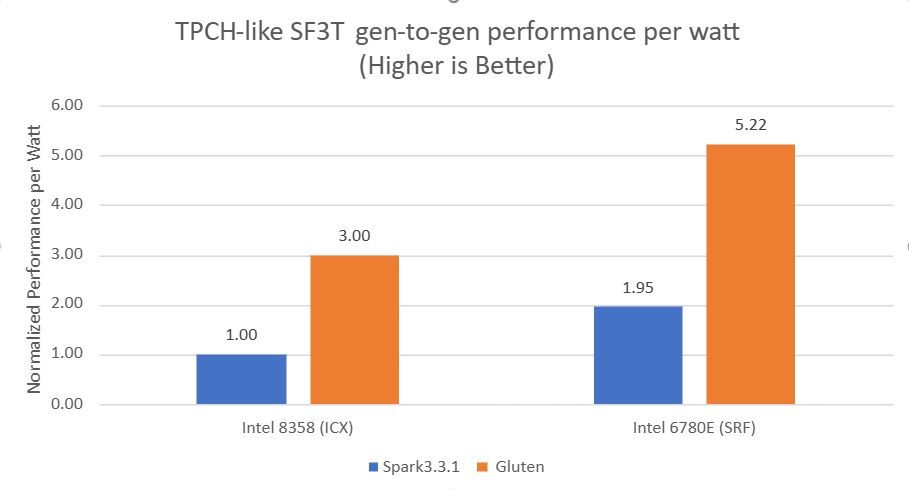 TPCH-like SF3T gen-to-gen performance per watt
(Higher is Better)
Normalized Performance per Watt
6.00
5.00
4.00
3.00
2.00
1.00
0.00
1.00
3.00
1.95
5.22
Intel 8358 (ICX)
Intel 6780E (SRF)
Spark3.3.1
Gluten